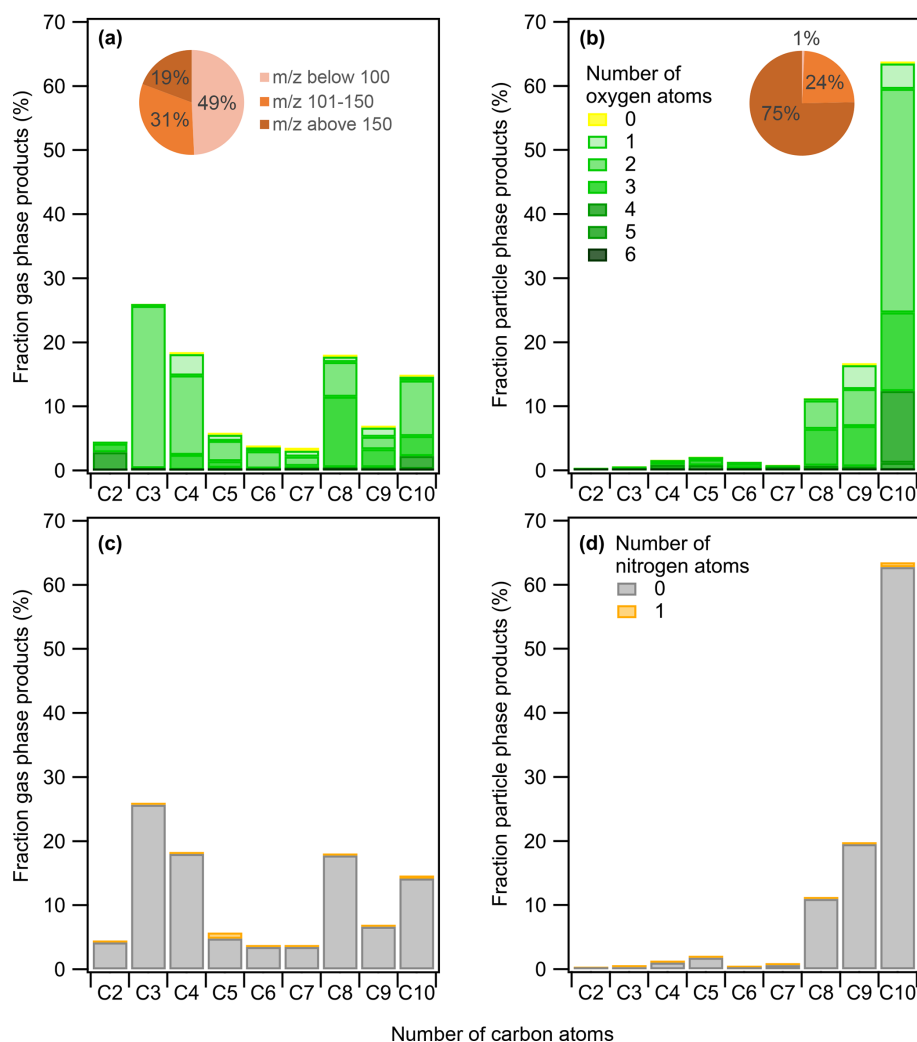 (a)
70
60
50
40
30
20
10
0
Fraction gas phase products (%)
19%
49%
31%
m/z below 100
m/z 101-150
m/z above 150
C2 C3 C4 C5 C6 C7 C8 C9 C10
(b)
70
60
50
40
30
20
10
0
Fraction particle phase products (%)
Number of
oxygen atoms
0
1
2
3
4
5
6
1%
24%
75%
C2 C3 C4 C5 C6 C7 C8 C9 C10
(c)
70
60
50
40
30
20
10
0
Fraction gas phase products (%)
C2 C3 C4 C5 C6 C7 C8 C9 C10
(d)
70
60
50
40
30
20
10
0
Fraction particle phase products (%)
Number of
nitrogen atoms
0
1
C2 C3 C4 C5 C6 C7 C8 C9 C10
Number of carbon atoms